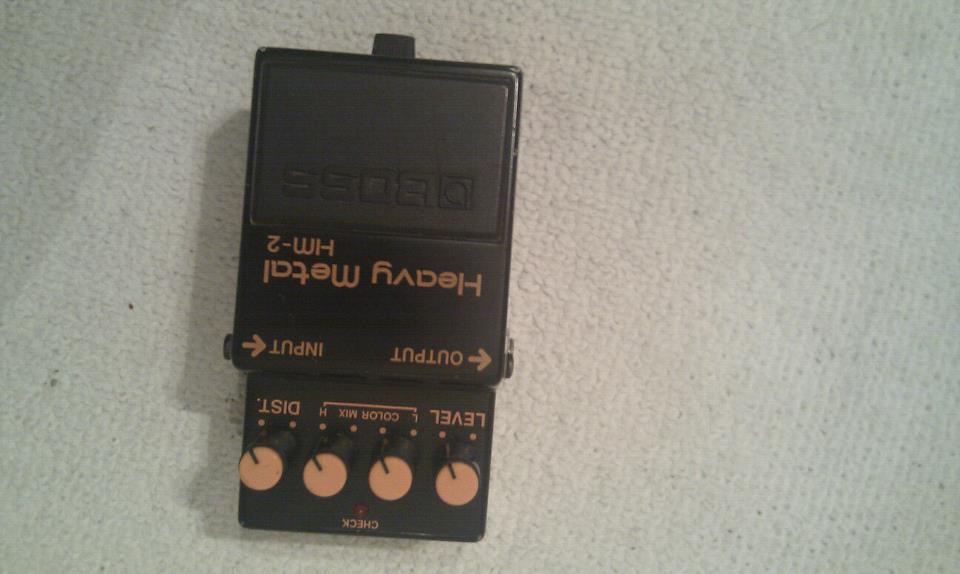 CHECK
LEVEL L COLOR MIX H DIST.
OUTPUT INPUT
Heavy Metal
HM-2
BOSS